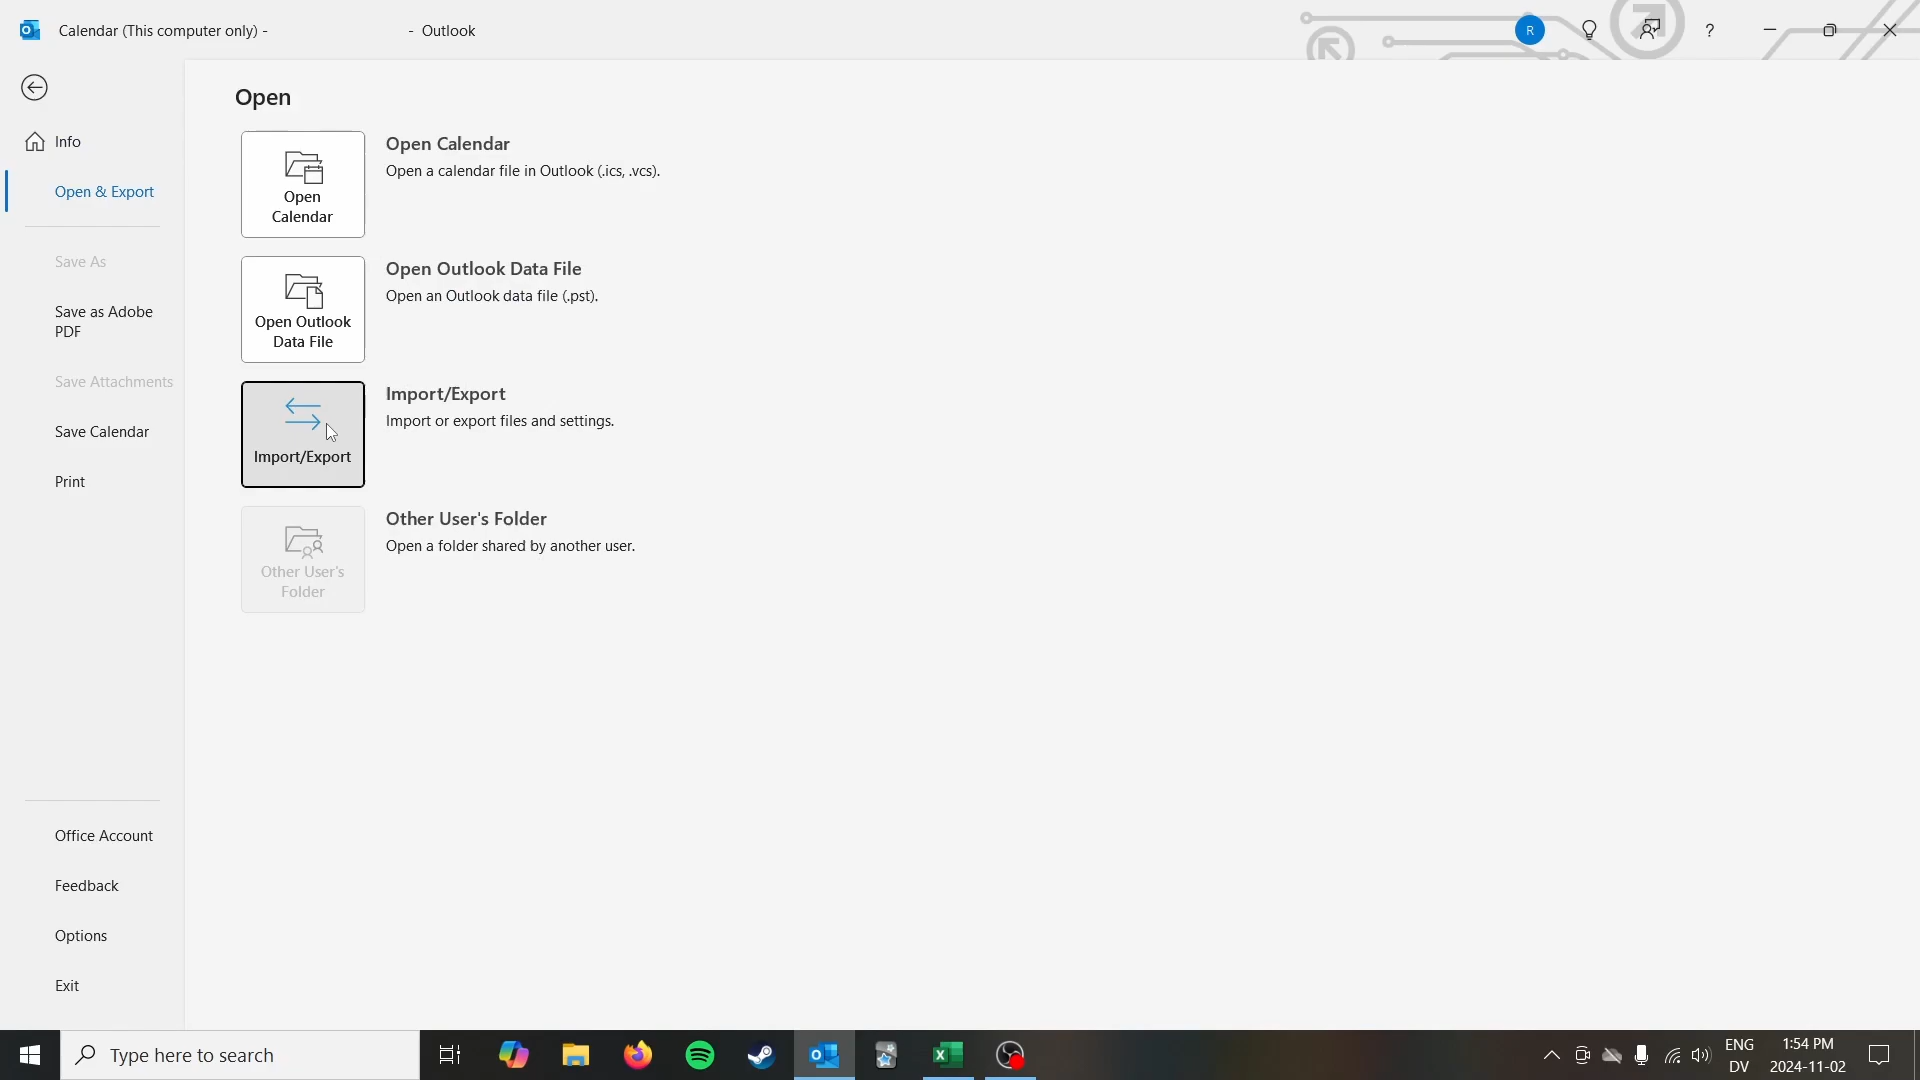 Calendar (This computer only) - - Outlook
R
?
Open
Info
Open & Export
Save As
Save as Adobe
PDF
Save Attachments
Save Calendar
Print
Office Account
Feedback
Options
Exit
Open
Calendar
Open Calendar
Open a calendar file in Outlook (.ics, .vcs).
Open Outlook
Data File
Open Outlook Data File
Open an Outlook data file (.pst).
Import/Export
Import/Export
Import or export files and settings.
Other User's
Folder
Other User's Folder
Open a folder shared by another user.
Type here to search
ENG
DV
1:54 PM
2024-11-02